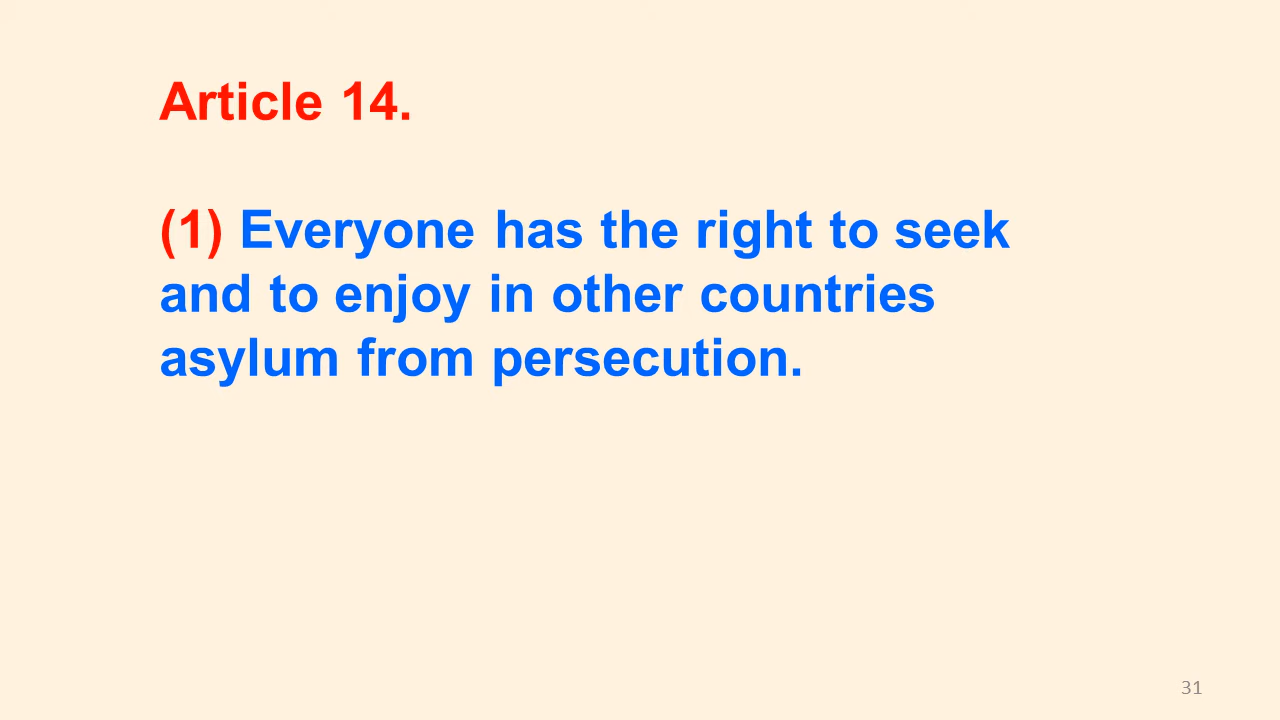 Article 14.
(1) Everyone has the right to seek
and to enjoy in other countries
asylum from persecution.
31